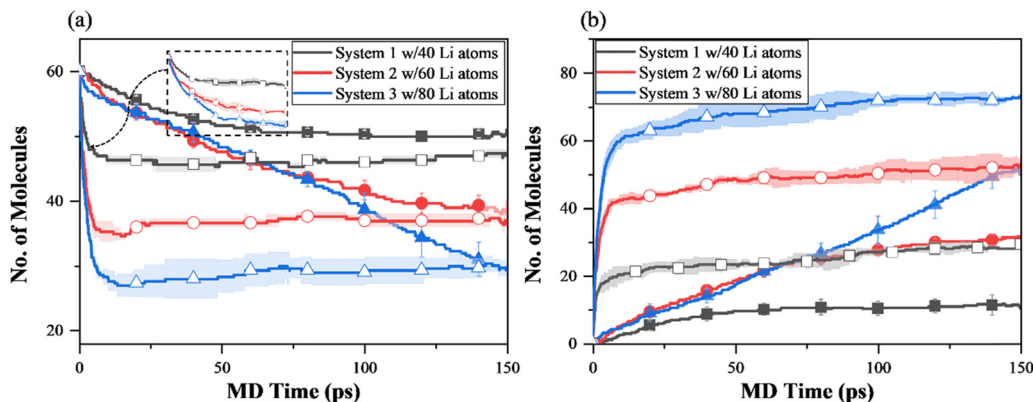 (a)
System 1 w/40 Li atoms
System 2 w/60 Li atoms
System 3 w/80 Li atoms
No. of Molecules
60
40
20
0
50
100
150
MD Time (ps)
(b)
System 1 w/40 Li atoms
System 2 w/60 Li atoms
System 3 w/80 Li atoms
No. of Molecules
80
60
40
20
0
0
50
100
150
MD Time (ps)